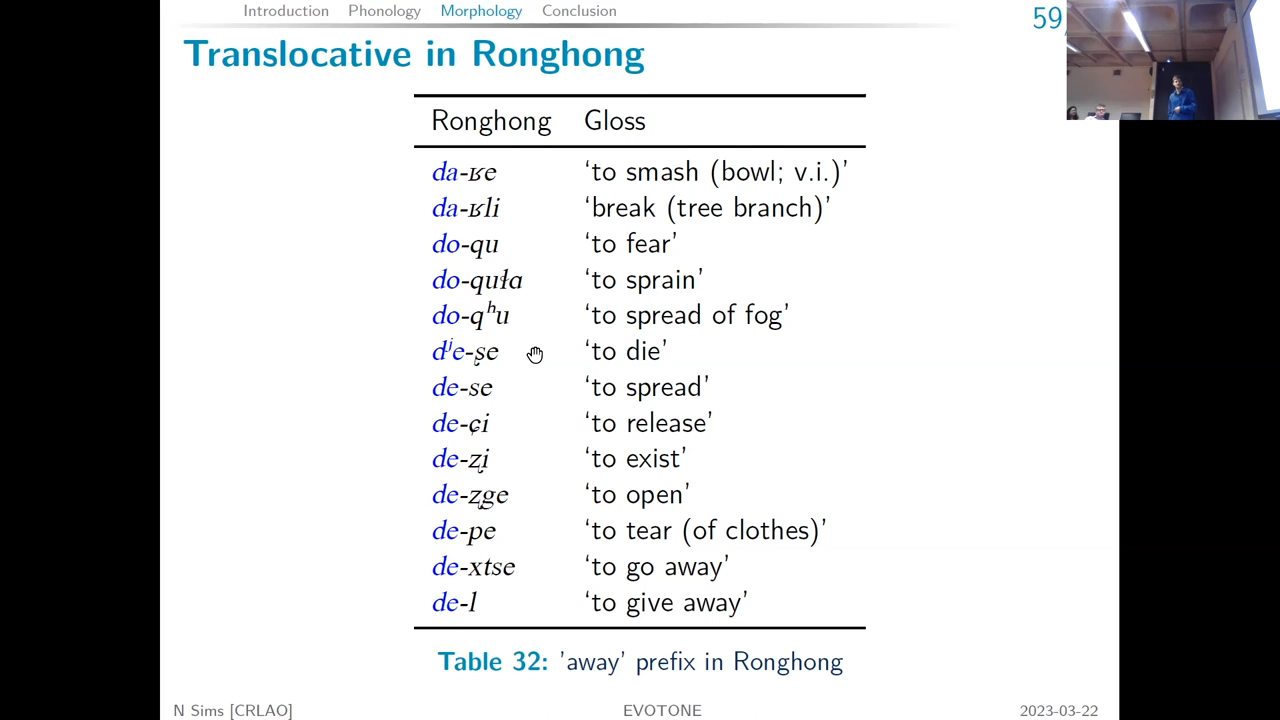 Introduction Phonology Morphology Conclusion
59
Translocative in Ronghong
Ronghong Gloss
da-ʁe ‘to smash (bowl; v.i.)’
da-ʁli ‘break (tree branch)’
do-qu ‘to fear’
do-quɬa ‘to sprain’
do-qʰu ‘to spread of fog’
dʲe-ʂe ‘to die’
de-se ‘to spread’
de-ɕi ‘to release’
de-ʐi ‘to exist’
de-ʐge ‘to open’
de-pe ‘to tear (of clothes)’
de-xtse ‘to go away’
de-l ‘to give away’
Table 32: 'away' prefix in Ronghong
N Sims [CRLAO] EVOTONE 2023-03-22